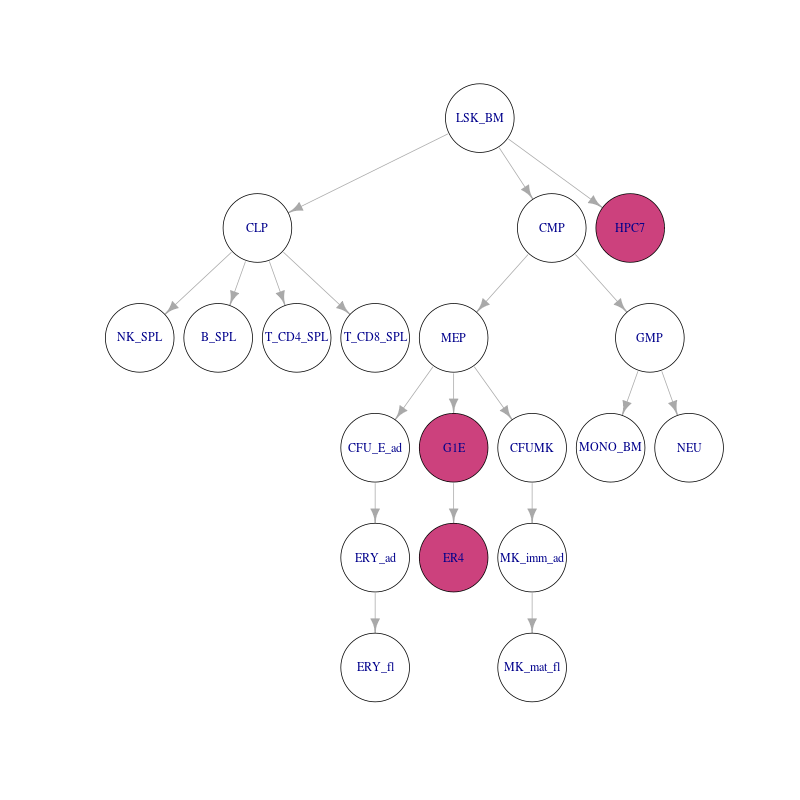 LSK_BM
CLP
CMP
HPC7
NK_SPL
B_SPL
T_CD4_SPL
T_CD8_SPL
MEP
GMP
CFU_E_ad
G1E
CFUMK
MONO_BM
NEU
ERY_ad
ER4
MK_imm_ad
ERY_fl
MK_mat_fl